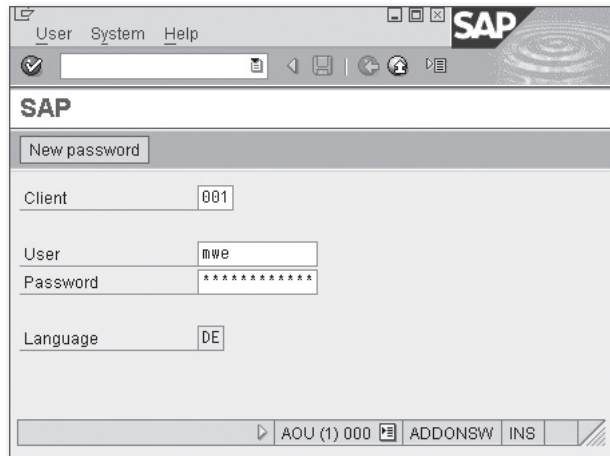 User System Help
SAP
SAP
New password
Client 001
User mwe
Password ************
Language DE
AOU (1) 000 ADDONSW INS